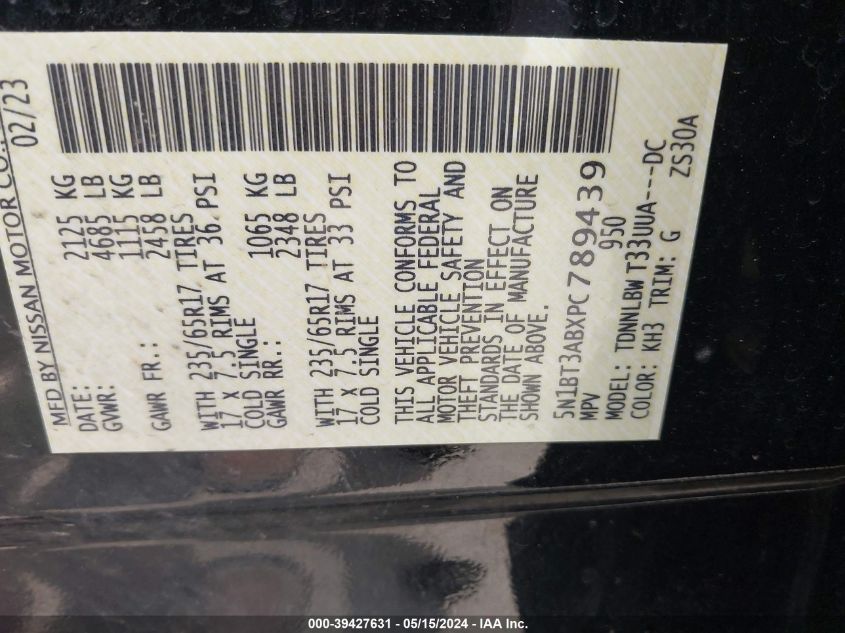 MFD BY NISSAN MOTOR CO.,
DATE: 02/23
GVWR: 2125 KG
4685 LB
GAWR FR.: 1115 KG
2458 LB
WITH 235/65R17 TIRES
17 X 7.5 RIMS AT 36 PSI
COLD SINGLE
GAWR RR.: 1065 KG
2348 LB
WITH 235/65R17 TIRES
17 X 7.5 RIMS AT 33 PSI
COLD SINGLE
THIS VEHICLE CONFORMS TO
ALL APPLICABLE FEDERAL
MOTOR VEHICLE SAFETY AND
THEFT PREVENTION
STANDARDS IN EFFECT ON
THE DATE OF MANUFACTURE
SHOWN ABOVE.
5N1BT3ABXPC789439
MPV 950
MODEL: TDNNLBW T33UUA---DC
COLOR: KH3 TRIM: G ZS30A
000-39427631 - 05/15/2024 - IAA Inc.